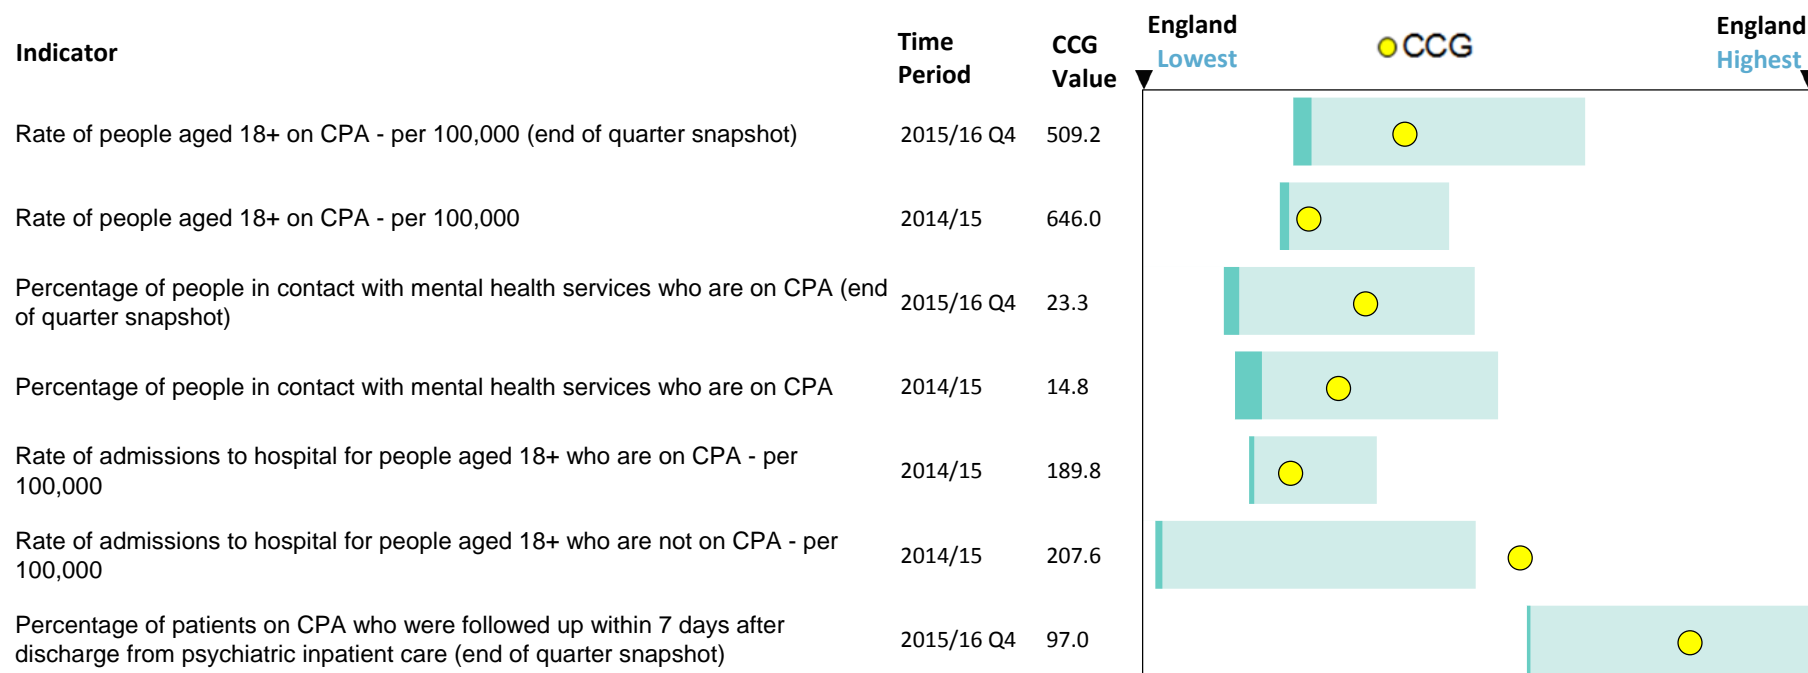 Indicator
Time
Period
CCG
Value
England
Lowest
CCG
England
Highest
Rate of people aged 18+ on CPA - per 100,000 (end of quarter snapshot) 2015/16 Q4 509.2
Rate of people aged 18+ on CPA - per 100,000 2014/15 646.0
Percentage of people in contact with mental health services who are on CPA (end
of quarter snapshot) 2015/16 Q4 23.3
Percentage of people in contact with mental health services who are on CPA 2014/15 14.8
Rate of admissions to hospital for people aged 18+ who are on CPA - per
100,000 2014/15 189.8
Rate of admissions to hospital for people aged 18+ who are not on CPA - per
100,000 2014/15 207.6
Percentage of patients on CPA who were followed up within 7 days after
discharge from psychiatric inpatient care (end of quarter snapshot) 2015/16 Q4 97.0